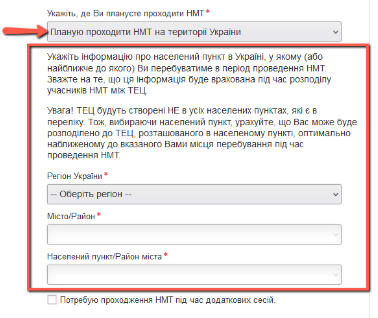 Укажіть, де Ви плануєте проходити НМТ *
Планую проходити НМТ на території України
Укажіть інформацію про населений пункт в Україні, у якому (або
найближче до якого) Ви перебуватиме в період проведення НМТ.
Зважте на те, що ця інформація буде врахована під час розподілу
учасників НМТ між ТЕЦ.
Увага! ТЕЦ будуть створені НЕ в усіх населених пунктах, які є в
переліку. Тож, вибираючи населений пункт, урахуйте, що Вас може буде
розподілено до ТЕЦ, розташованого в населеному пункті, оптимально
наближеному до вказаного Вами місця перебування під час
проведення НМТ.
Регіон України *
-- Оберіть регіон --
Місто/Район *
Населений пункт/Район міста *
Потребую проходження НМТ під час додаткових сесій.